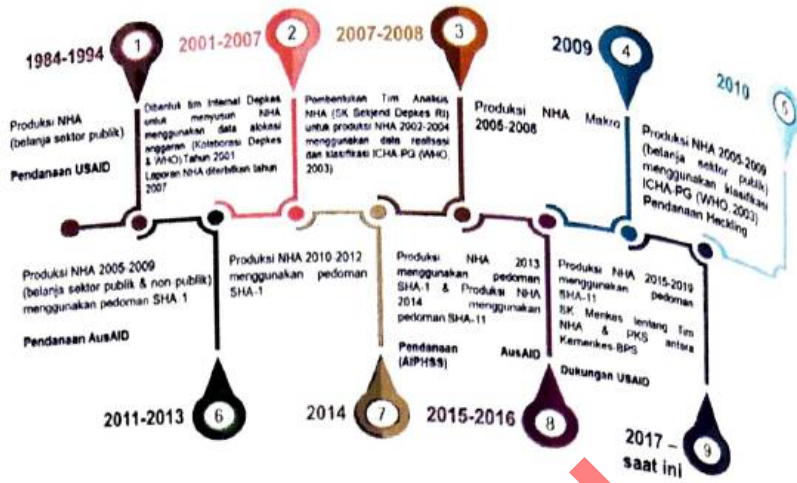 1984-1994
1
Produksi NHA
(belanja sektor publik)
Pendanaan USAID
2001-2007
2
Dibentuk tim Internal Depkes
untuk menyusun NHA
menggunakan data alokasi
anggaran (Kolaborasi Depkes
& WHO) Tahun 2001
Laporan NHA diterbitkan tahun
2007
2007-2008
3
Pembentukan Tim Analisis
NHA (SK Sekjend Depkes RI)
untuk produksi NHA 2002-2004
menggunakan data realisasi
dan klasifikasi ICHA-PG (WHO,
2003)
2009
4
Produksi NHA Makro
2005-2008
2010
5
Produksi NHA 2005-2009
(belanja sektor publik)
menggunakan klasifikasi
ICHA-PG (WHO, 2003)
Pendanaan Heckling
Produksi NHA 2005-2009
(belanja sektor publik & non publik)
menggunakan pedoman SHA 1
Pendanaan AusAID
2011-2013
6
Produksi NHA 2010-2012
menggunakan pedoman
SHA-1
2014
7
Produksi NHA 2013
menggunakan pedoman
SHA-1 & Produksi NHA
2014 menggunakan
pedoman SHA-11
Pendanaan AusAID
(AIPHSS)
2015-2016
8
Produksi NHA 2015-2019
menggunakan pedoman
SHA-11
SK Menkes tentang Tim
NHA & PKS antara
Kemenkes-BPS
Dukungan USAID
2017 –
saat ini
9